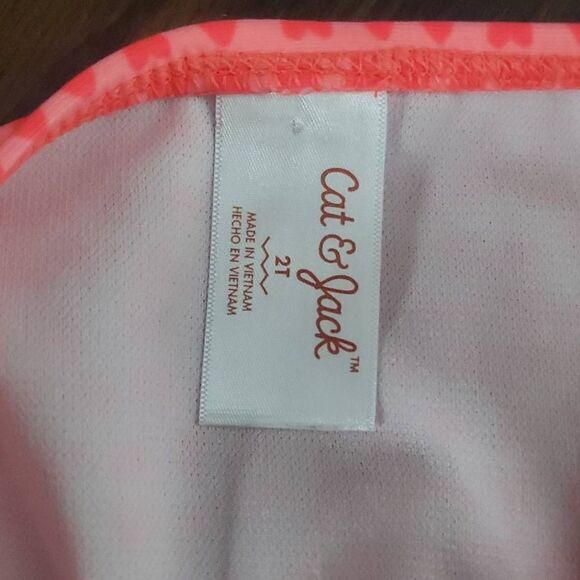 Cat & Jack™
2T
MADE IN VIETNAM
HECHO EN VIETNAM